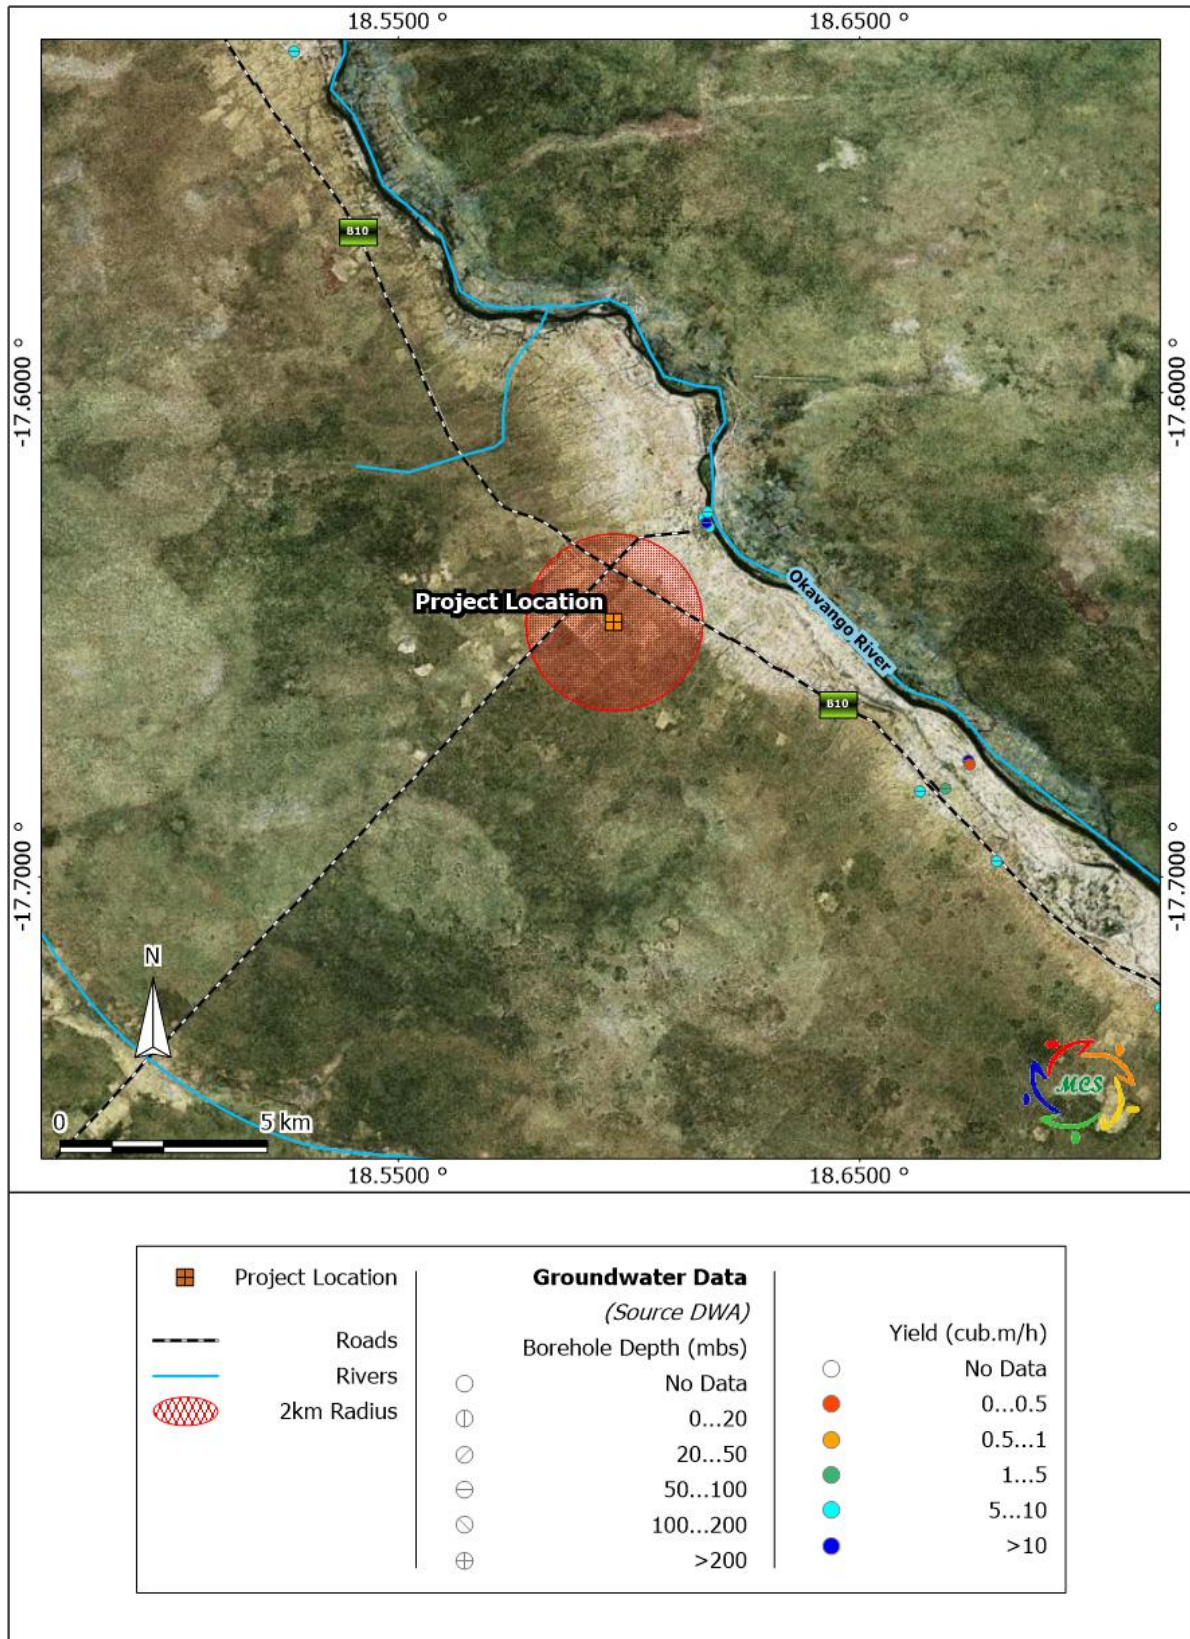 18.5500 °
18.6500 °
B10
-17.6000 °
-17.6000 °
Project Location
Okavango River
B10
-17.7000 °
-17.7000 °
N
MCS
0
5 km
18.5500 °
18.6500 °
Project Location
Roads
Rivers
2km Radius
Groundwater Data
(Source DWA)
Borehole Depth (mbs)
No Data
0...20
20...50
50...100
100...200
>200
Yield (cub.m/h)
No Data
0...0.5
0.5...1
1...5
5...10
>10